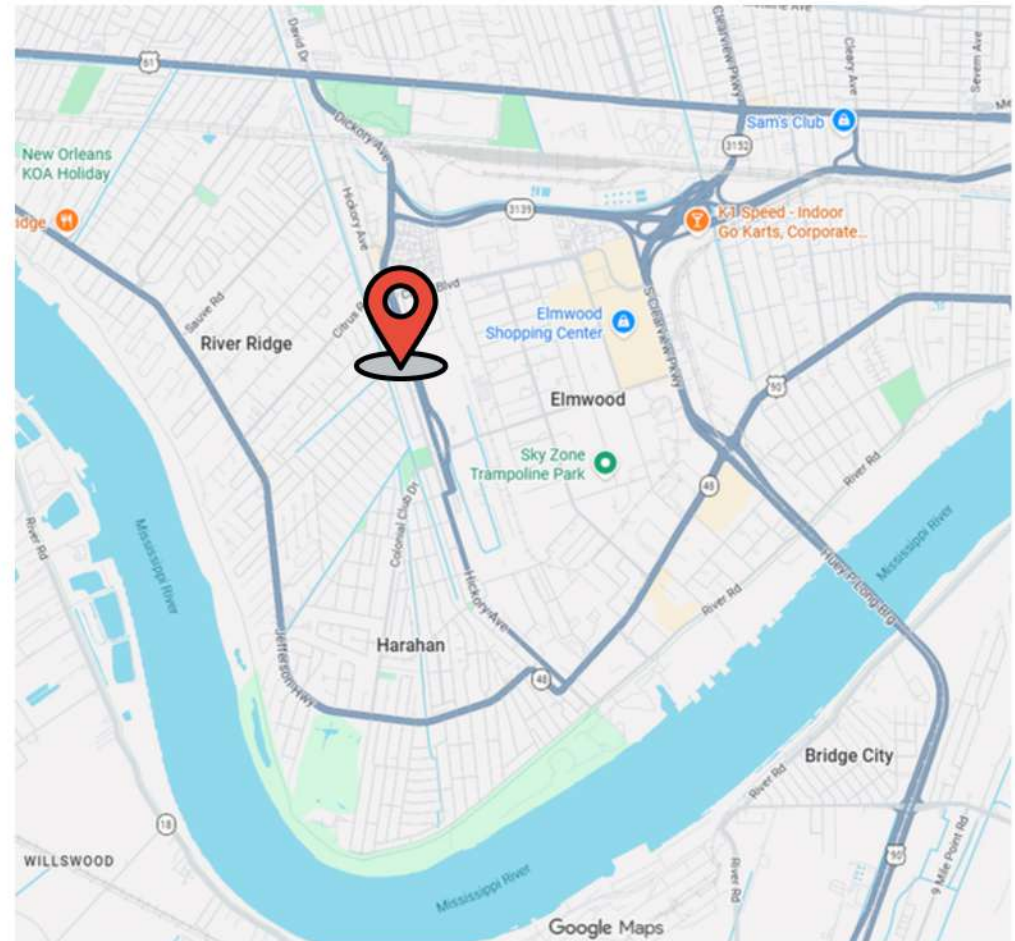 David Dr
Clearview Pkwy
Cleary Ave
Severn Ave
61
Dickory Ave
Sam's Club
3152
New Orleans
KOA Holiday
idge
Hickory Ave
3139
K1 Speed - Indoor
Go Karts, Corporate...
Sauve Rd
Citrus
Blvd
River Ridge
Elmwood
Shopping Center
S Clearview Pkwy
90
Elmwood
Sky Zone
Trampoline Park
48
River Rd
River Rd
Mississippi River
Colonial Club Dr
Mississippi River
Huey P Long Brg
Hickory Ave
River Rd
Jefferson Hwy
Harahan
48
Bridge City
River Rd
18
WILLSWOOD
90
9 Mile Point Rd
River Rd
Mississippi River
Google Maps